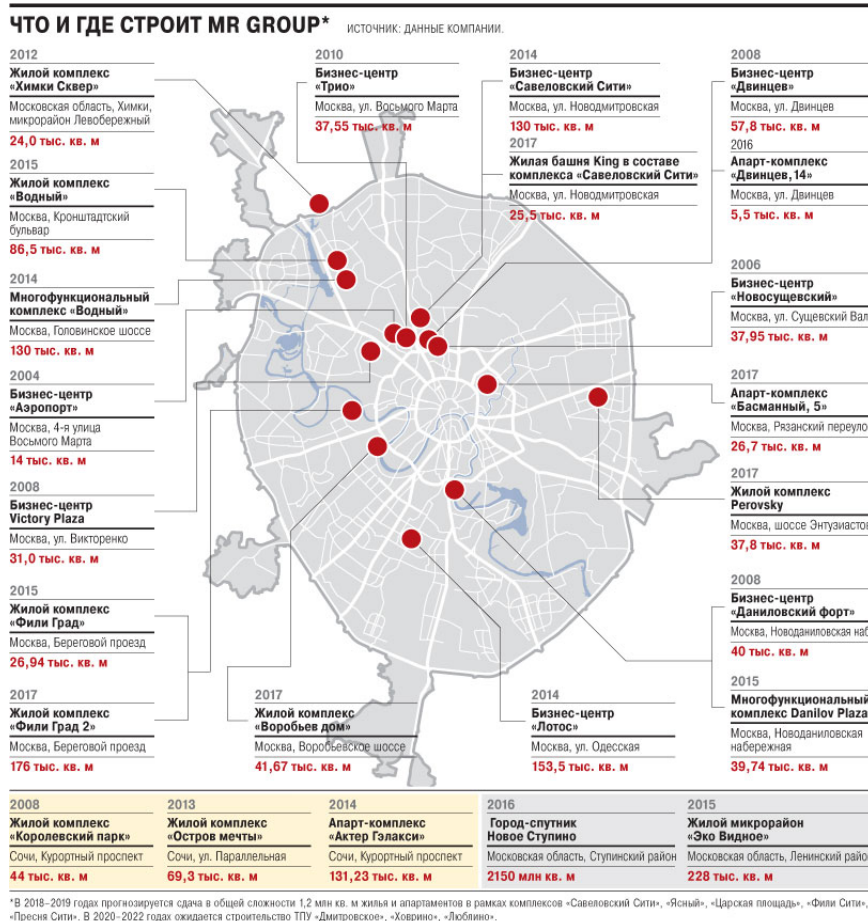 ЧТО И ГДЕ СТРОИТ MR GROUP*
ИСТОЧНИК: ДАННЫЕ КОМПАНИИ.
2012
Жилой комплекс
«Химки Сквер»
Московская область, Химки,
микрорайон Левобережный
24,0 тыс. кв. м
2015
Жилой комплекс
«Водный»
Москва, Кронштадтский
бульвар
86,5 тыс. кв. м
2014
Многофункциональный
комплекс «Водный»
Москва, Головинское шоссе
130 тыс. кв. м
2004
Бизнес-центр
«Аэропорт»
Москва, 4-я улица
Восьмого Марта
14 тыс. кв. м
2008
Бизнес-центр
Victory Plaza
Москва, ул. Викторенко
31,0 тыс. кв. м
2015
Жилой комплекс
«Фили Град»
Москва, Береговой проезд
26,94 тыс. кв. м
2017
Жилой комплекс
«Фили Град 2»
Москва, Береговой проезд
176 тыс. кв. м
2010
Бизнес-центр
«Трио»
Москва, ул. Восьмого Марта
37,55 тыс. кв. м
2014
Бизнес-центр
«Савеловский Сити»
Москва, ул. Новодмитровская
130 тыс. кв. м
2017
Жилая башня King в составе
комплекса «Савеловский Сити»
Москва, ул. Новодмитровская
25,5 тыс. кв. м
2008
Бизнес-центр
«Двинцев»
Москва, ул. Двинцев
57,8 тыс. кв. м
2016
Апарт-комплекс
«Двинцев, 14»
Москва, ул. Двинцев
5,5 тыс. кв. м
2006
Бизнес-центр
«Новосущевский»
Москва, ул. Сущевский Вал
37,95 тыс. кв. м
2017
Апарт-комплекс
«Басманный, 5»
Москва, Рязанский переуло
26,7 тыс. кв. м
2017
Жилой комплекс
Perovsky
Москва, шоссе Энтузиастов
37,8 тыс. кв. м
2008
Бизнес-центр
«Даниловский форт»
Москва, Новоданиловская наб
40 тыс. кв. м
2015
Многофункциональный
комплекс Danilov Plaza
Москва, Новоданиловская
набережная
39,74 тыс. кв. м
2017
Жилой комплекс
«Воробьев дом»
Москва, Воробьевское шоссе
41,67 тыс. кв. м
2014
Бизнес-центр
«Лотос»
Москва, ул. Одесская
153,5 тыс. кв. м
2008
Жилой комплекс
«Королевский парк»
Сочи, Курортный проспект
44 тыс. кв. м
2013
Жилой комплекс
«Остров мечты»
Сочи, ул. Параллельная
69,3 тыс. кв. м
2014
Апарт-комплекс
«Актер Гэлакси»
Сочи, Курортный проспект
131,23 тыс. кв. м
2016
Город-спутник
Новое Ступино
Московская область, Ступинский район
2150 млн кв. м
2015
Жилой микрорайон
«Эко Видное»
Московская область, Ленинский райо
228 тыс. кв. м
*В 2018–2019 годах прогнозируется сдача в общей сложности 1,2 млн кв. м жилья и апартаментов в рамках комплексов «Савеловский Сити», «Ясный», «Царская площадь», «Фили Сити»,
«Пресня Сити». В 2020–2022 годах ожидается строительство ТПУ «Дмитровское», «Ховрино», «Люблино».